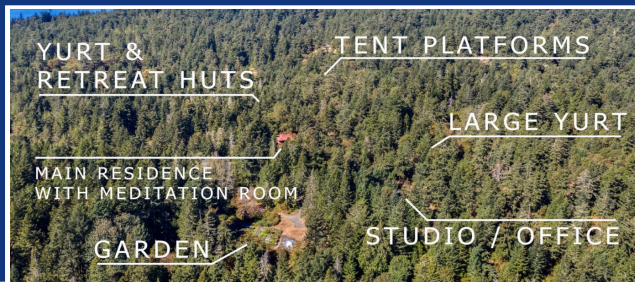 YURT &
RETREAT HUTS
TENT PLATFORMS
LARGE YURT
MAIN RESIDENCE
WITH MEDITATION ROOM
STUDIO / OFFICE
GARDEN